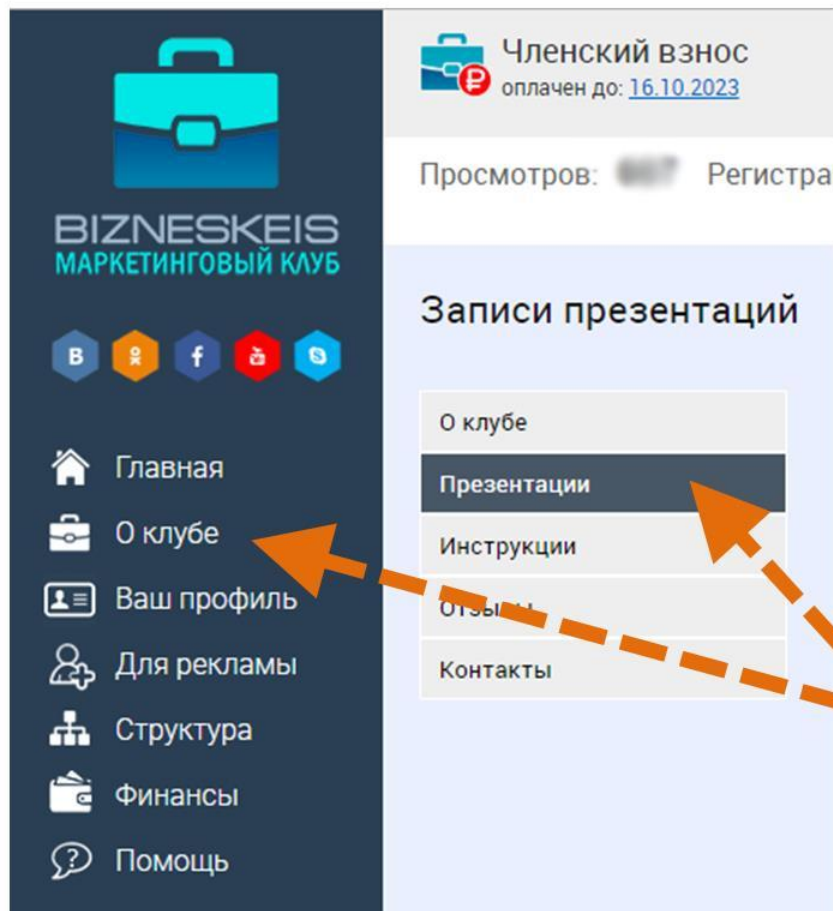 BIZNESKEIS
МАРКЕТИНГОВЫЙ КЛУБ
Главная
О клубе
Ваш профиль
Для рекламы
Структура
Финансы
Помощь
Членский взнос
оплачен до: 16.10.2023
Просмотров: Регистра
Записи презентаций
О клубе
Презентации
Инструкции
Контакты